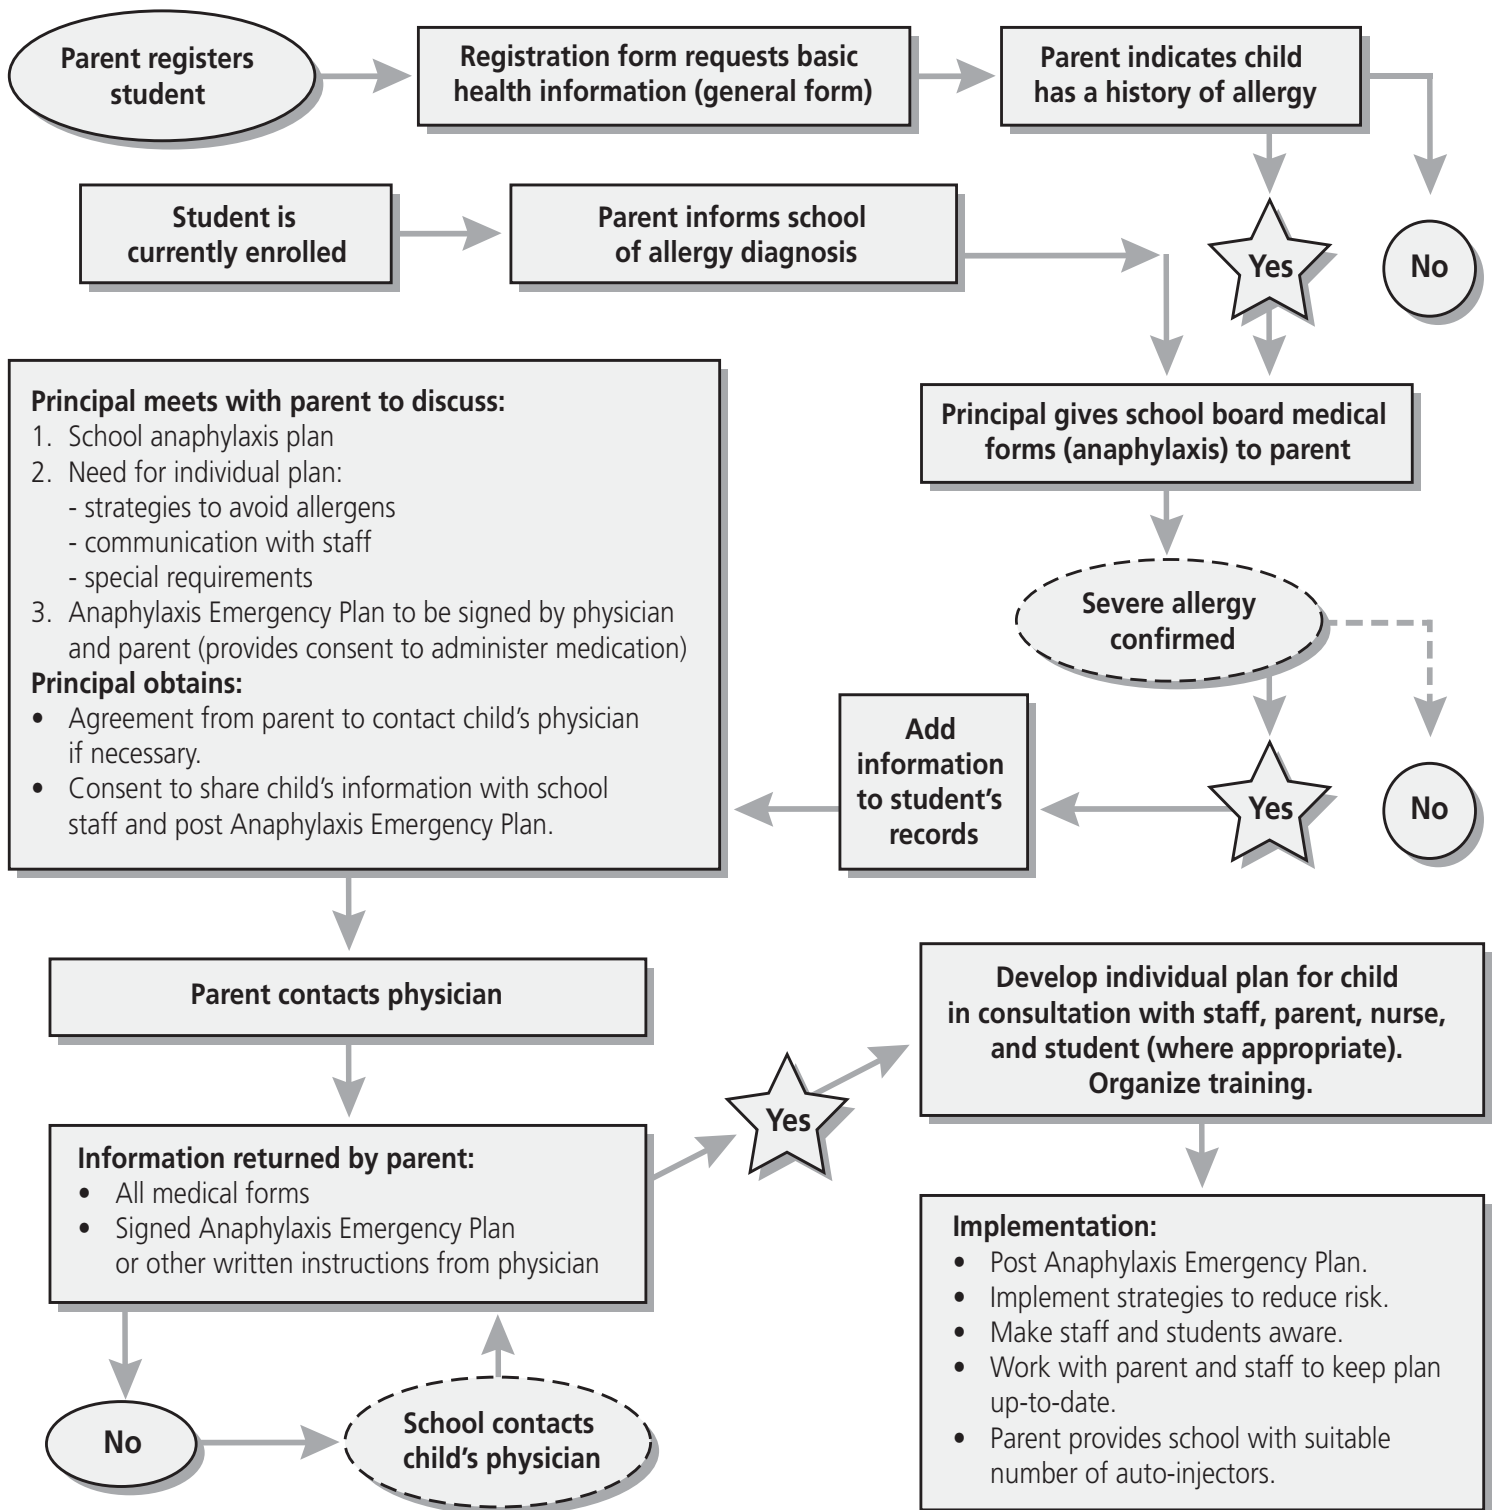 Parent registers
student
Registration form requests basic
health information (general form)
Parent indicates child
has a history of allergy
Student is
currently enrolled
Parent informs school
of allergy diagnosis
Yes
No
Principal gives school board medical
forms (anaphylaxis) to parent
Severe allergy
confirmed
Yes
No
Add
information
to student’s
records
Principal meets with parent to discuss:
1. School anaphylaxis plan
2. Need for individual plan:
- strategies to avoid allergens
- communication with staff
- special requirements
3. Anaphylaxis Emergency Plan to be signed by physician
and parent (provides consent to administer medication)
Principal obtains:
• Agreement from parent to contact child’s physician
if necessary.
• Consent to share child’s information with school
staff and post Anaphylaxis Emergency Plan.
Parent contacts physician
Information returned by parent:
• All medical forms
• Signed Anaphylaxis Emergency Plan
or other written instructions from physician
No
School contacts
child’s physician
Yes
Develop individual plan for child
in consultation with staff, parent, nurse,
and student (where appropriate).
Organize training.
Implementation:
• Post Anaphylaxis Emergency Plan.
• Implement strategies to reduce risk.
• Make staff and students aware.
• Work with parent and staff to keep plan
up-to-date.
• Parent provides school with suitable
number of auto-injectors.